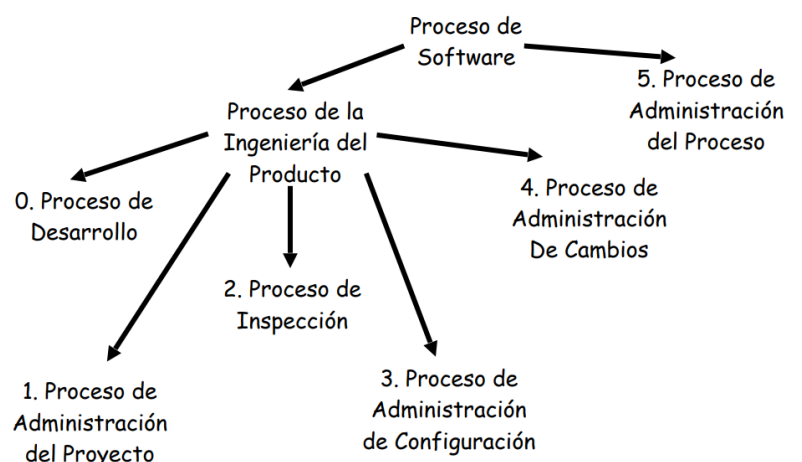 Proceso de
Software
5. Proceso de
Administración
del Proceso
Proceso de la
Ingeniería del
Producto
0. Proceso de
Desarrollo
4. Proceso de
Administración
De Cambios
2. Proceso de
Inspección
1. Proceso de
Administración
del Proyecto
3. Proceso de
Administración
de Configuración